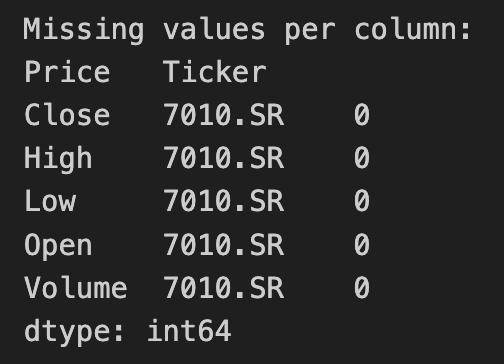 Missing values per column:
Price   Ticker
Close   7010.SR    0
High    7010.SR    0
Low     7010.SR    0
Open    7010.SR    0
Volume  7010.SR    0
dtype: int64